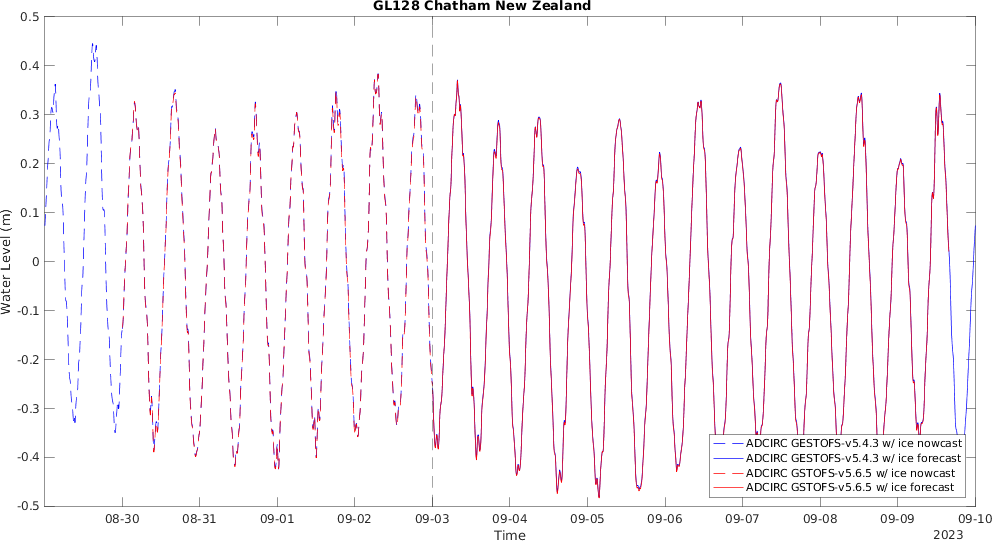 GL128 Chatham New Zealand
0.5
0.4
0.3
0.2
0.1
0
-0.1
-0.2
-0.3
-0.4
-0.5
Water Level (m)
ADCIRC GESTOFS-v5.4.3 w/ ice nowcast
ADCIRC GESTOFS-v5.4.3 w/ ice forecast
ADCIRC GSTOFS-v5.6.5 w/ ice nowcast
ADCIRC GSTOFS-v5.6.5 w/ ice forecast
08-30 08-31 09-01 09-02 09-03 09-04 09-05 09-06 09-07 09-08 09-09 09-10
Time
2023